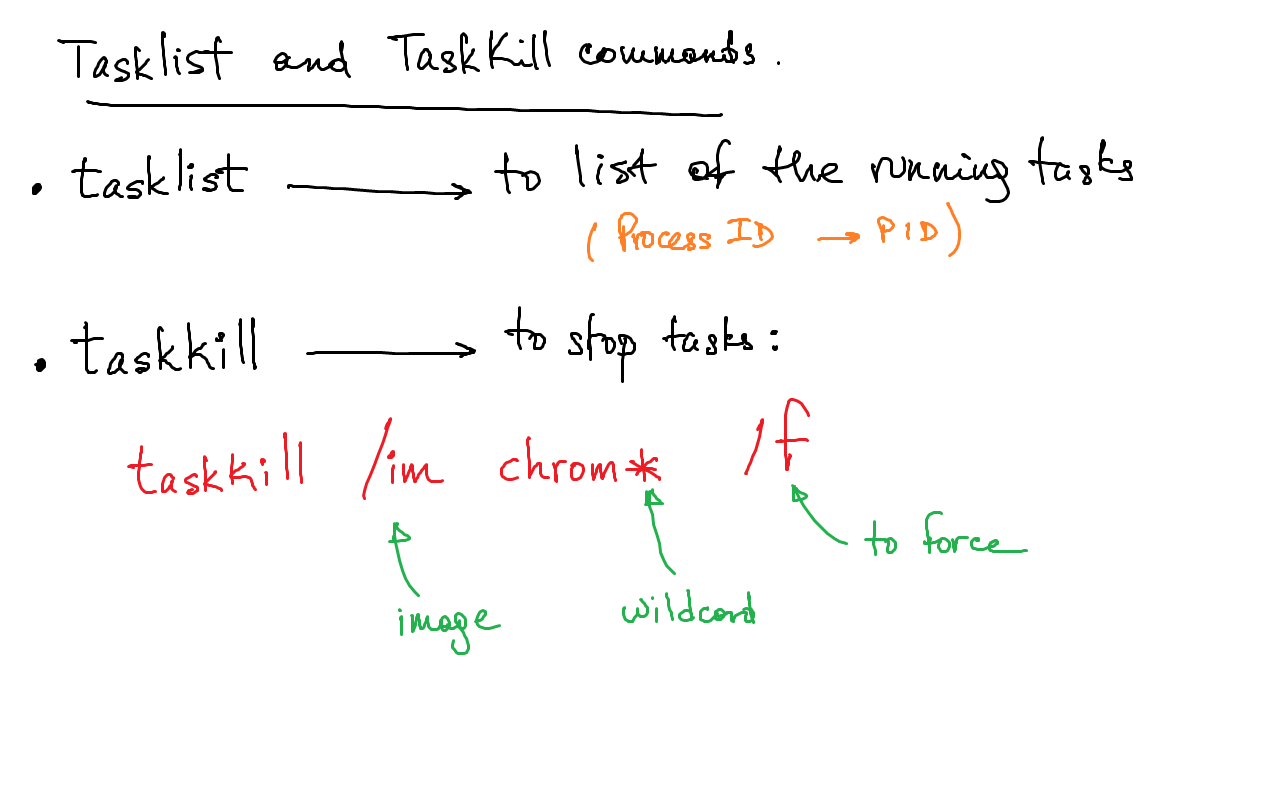 Tasklist and TaskKill commands.
• tasklist → to list of the running tasks
(Process ID → PID)
• taskkill → to stop tasks:
taskkill /im chrom* /f
to force
image wildcard